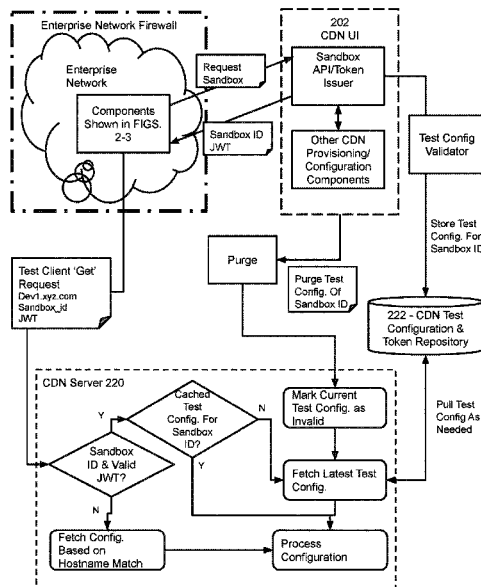 Enterprise Network Firewall
Enterprise
Network
Components
Shown in FIGS.
2-3
Request
Sandbox
Sandbox ID
JWT
202
CDN UI
Sandbox
API/Token
Issuer
Other CDN
Provisioning/
Configuration
Components
Test Config
Validator
Store Test
Config. For
Sandbox ID
Purge
Purge Test
Config. Of
Sandbox ID
222 - CDN Test
Configuration &
Token Repository
Pull Test
Config As
Needed
Test Client 'Get'
Request
Dev1.xyz.com
Sandbox_id
JWT
CDN Server 220
Cached
Test
Config. For
Sandbox
ID?
Y
N
Y
Sandbox
ID & Valid
JWT?
N
Mark Current
Test Config. as
Invalid
Fetch Latest Test
Config.
Fetch Config.
Based on
Hostname Match
Process
Configuration